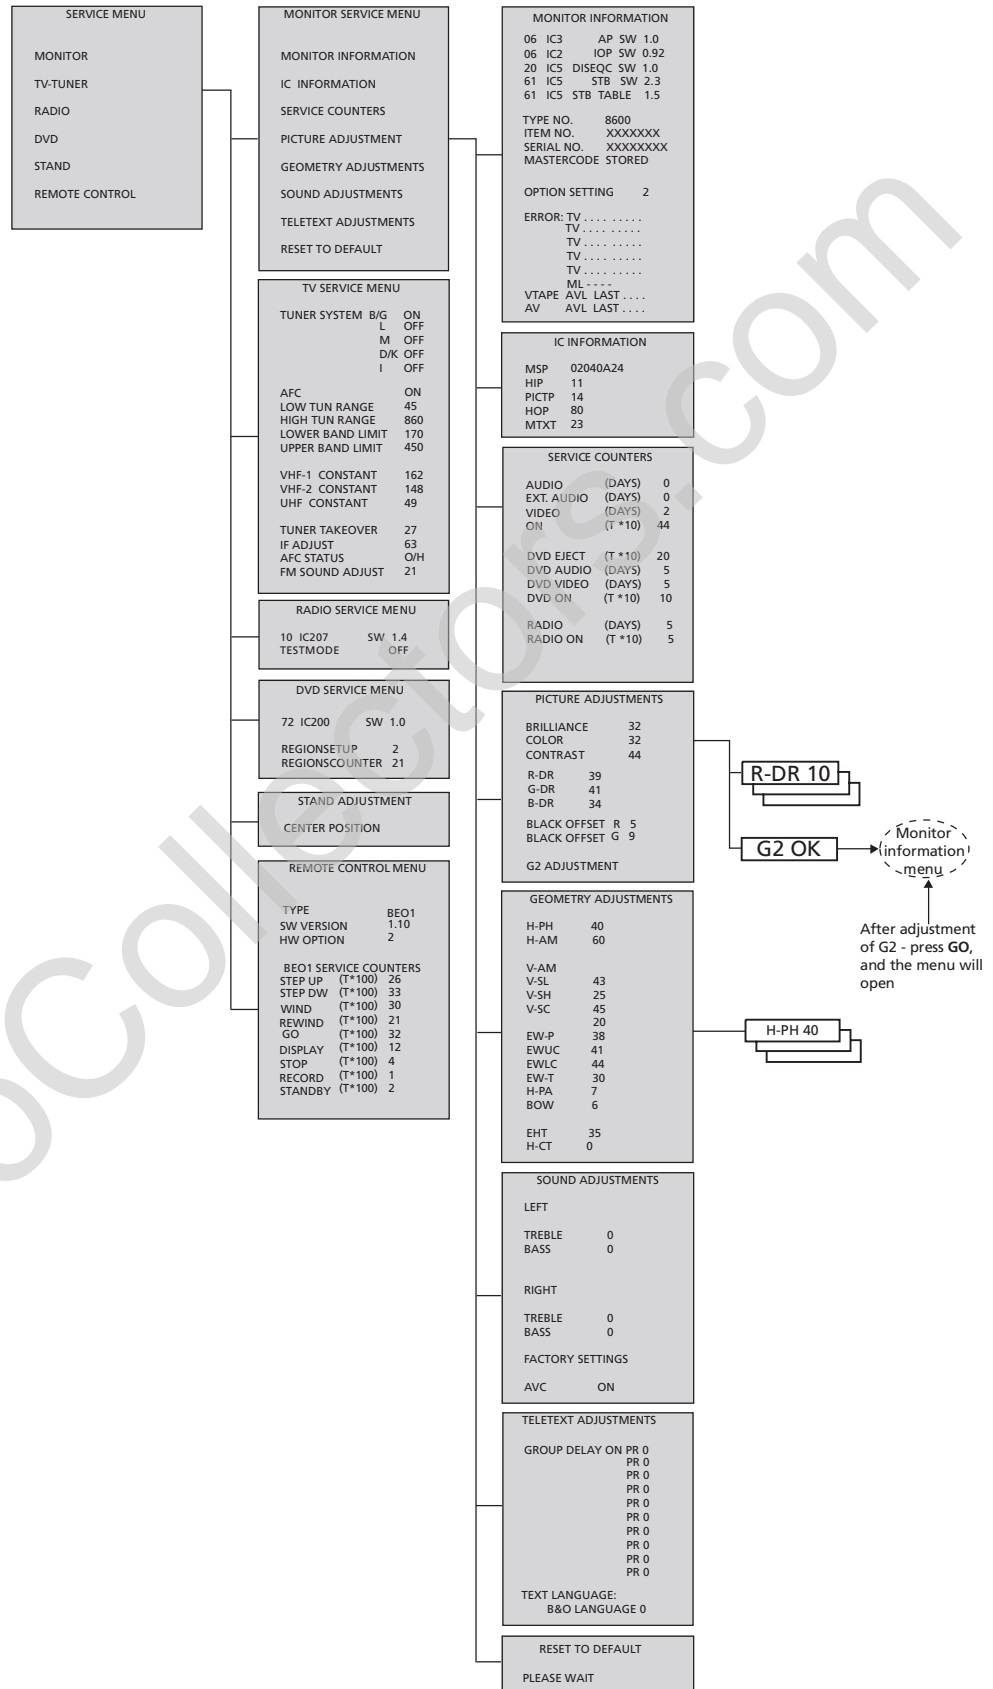 SERVICE MENU
MONITOR
TV-TUNER
RADIO
DVD
STAND
REMOTE CONTROL
MONITOR SERVICE MENU
MONITOR INFORMATION
IC INFORMATION
SERVICE COUNTERS
PICTURE ADJUSTMENT
GEOMETRY ADJUSTMENTS
SOUND ADJUSTMENTS
TELETEXT ADJUSTMENTS
RESET TO DEFAULT
TV SERVICE MENU
TUNER SYSTEM B/G ON
L OFF
M OFF
D/K OFF
I OFF
AFC ON
LOW TUN RANGE 45
HIGH TUN RANGE 860
LOWER BAND LIMIT 170
UPPER BAND LIMIT 450
VHF-1 CONSTANT 162
VHF-2 CONSTANT 148
UHF CONSTANT 49
TUNER TAKEOVER 27
IF ADJUST 63
AFC STATUS O/H
FM SOUND ADJUST 21
RADIO SERVICE MENU
10 IC207 SW 1.4
TESTMODE OFF
DVD SERVICE MENU
72 IC200 SW 1.0
REGIONSETUP 2
REGIONSCOUNTER 21
STAND ADJUSTMENT
CENTER POSITION
REMOTE CONTROL MENU
TYPE BEO1
SW VERSION 1.10
HW OPTION 2
BEO1 SERVICE COUNTERS
STEP UP (T*100) 26
STEP DW (T*100) 33
WIND (T*100) 30
REWIND (T*100) 21
GO (T*100) 32
DISPLAY (T*100) 12
STOP (T*100) 4
RECORD (T*100) 1
STANDBY (T*100) 2
MONITOR INFORMATION
06 IC3 AP SW 1.0
06 IC2 IOP SW 0.92
20 IC5 DISEQC SW 1.0
61 IC5 STB SW 2.3
61 IC5 STB TABLE 1.5
TYPE NO. 8600
ITEM NO. XXXXXXX
SERIAL NO. XXXXXXXX
MASTERCODE STORED
OPTION SETTING 2
ERROR: TV . . . . . . . . .
TV . . . . . . . . .
TV . . . . . . . . .
TV . . . . . . . . .
TV . . . . . . . . .
ML - - - -
VTAPE AVL LAST . . . .
AV AVL LAST . . . .
IC INFORMATION
MSP 02040A24
HIP 11
PICTP 14
HOP 80
MTXT 23
SERVICE COUNTERS
AUDIO (DAYS) 0
EXT. AUDIO (DAYS) 0
VIDEO (DAYS) 2
ON (T *10) 44
DVD EJECT (T *10) 20
DVD AUDIO (DAYS) 5
DVD VIDEO (DAYS) 5
DVD ON (T *10) 10
RADIO (DAYS) 5
RADIO ON (T *10) 5
PICTURE ADJUSTMENTS
BRILLIANCE 32
COLOR 32
CONTRAST 44
R-DR 39
G-DR 41
B-DR 34
BLACK OFFSET R 5
BLACK OFFSET G 9
G2 ADJUSTMENT
R-DR 10
G2 OK
Monitor
information
menu
After adjustment
of G2 - press GO,
and the menu will
open
GEOMETRY ADJUSTMENTS
H-PH 40
H-AM 60
V-AM
V-SL 43
V-SH 25
V-SC 45
20
EW-P 38
EWUC 41
EWLC 44
EW-T 30
H-PA 7
BOW 6
EHT 35
H-CT 0
H-PH 40
SOUND ADJUSTMENTS
LEFT
TREBLE 0
BASS 0
RIGHT
TREBLE 0
BASS 0
FACTORY SETTINGS
AVC ON
TELETEXT ADJUSTMENTS
GROUP DELAY ON PR 0
PR 0
PR 0
PR 0
PR 0
PR 0
PR 0
PR 0
PR 0
PR 0
TEXT LANGUAGE:
B&O LANGUAGE 0
RESET TO DEFAULT
PLEASE WAIT
oCollectors.com